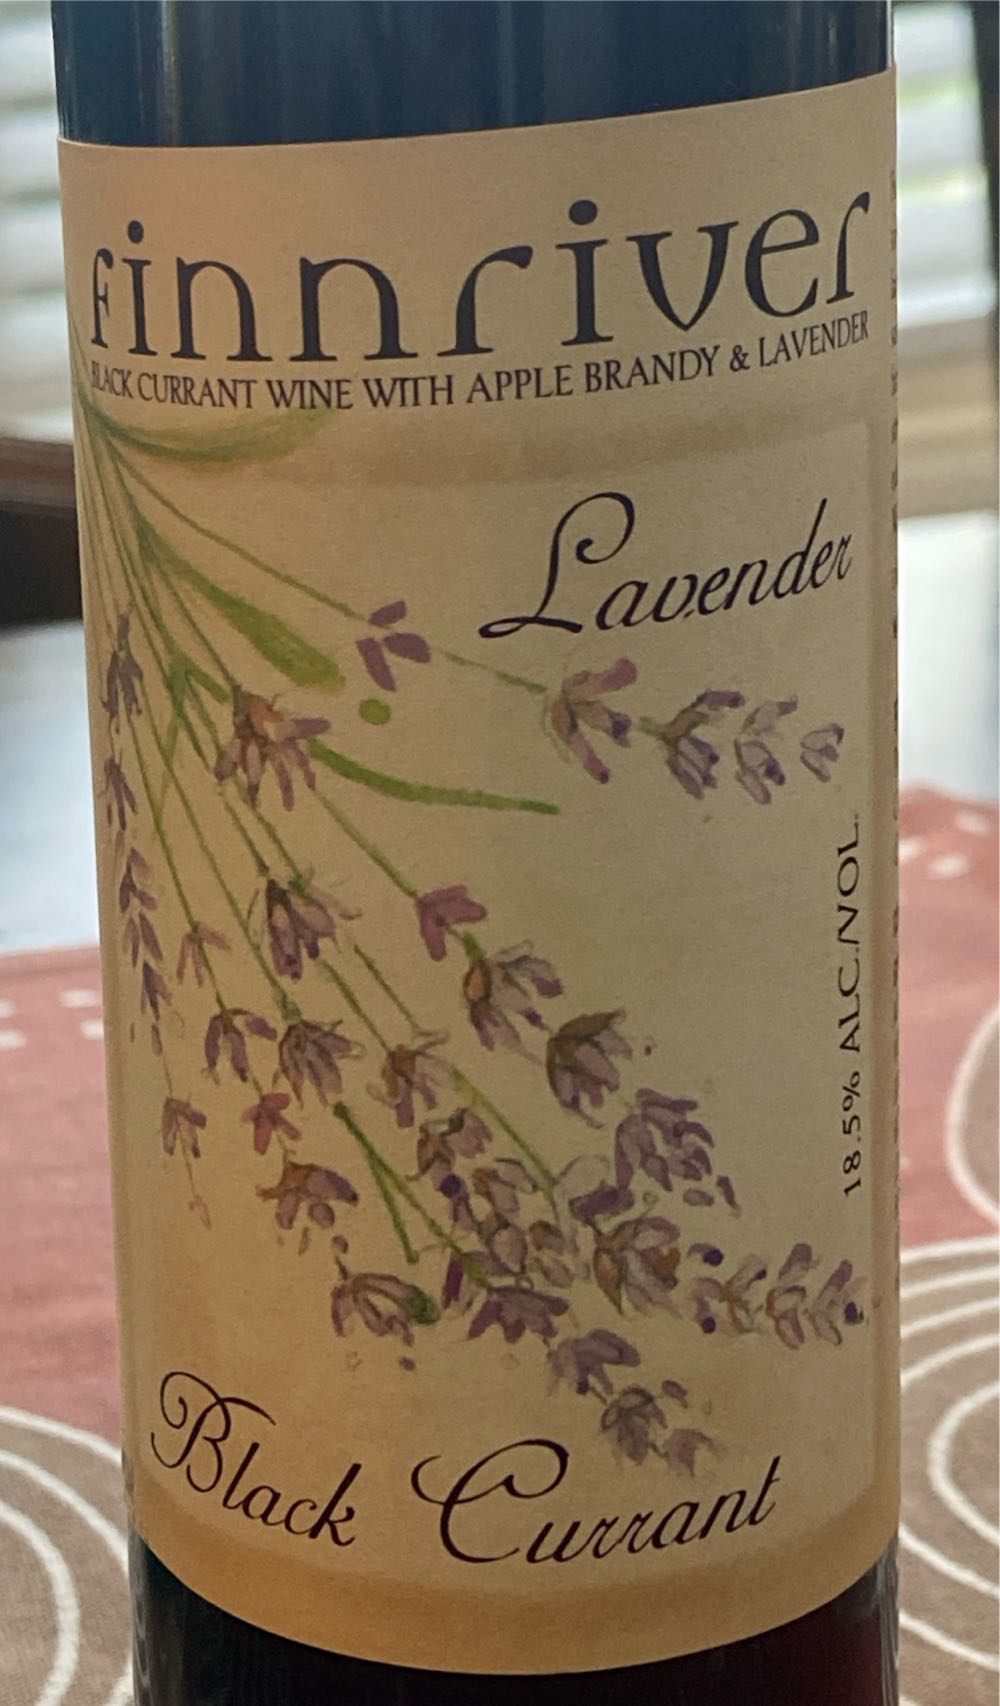 finnriver
BLACK CURRANT WINE WITH APPLE BRANDY & LAVENDER
Lavender
18.5% ALC./VOL.
Black Currant